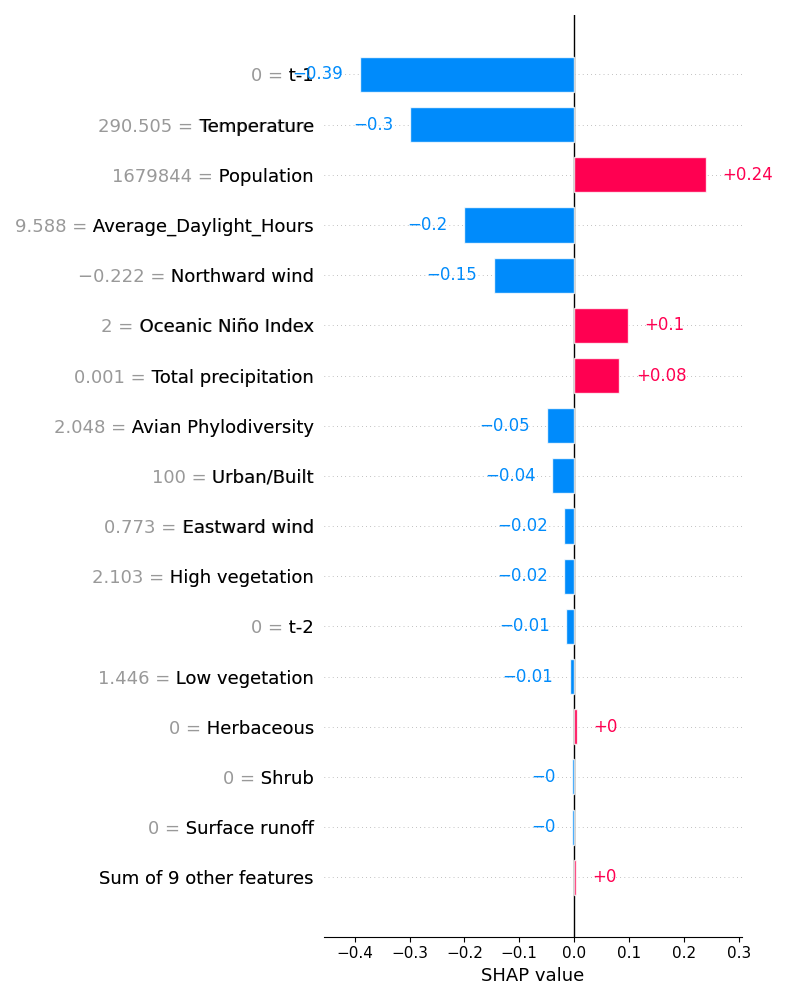 0 = t-1 −0.39
290.505 = Temperature −0.3
1679844 = Population +0.24
9.588 = Average_Daylight_Hours −0.2
−0.222 = Northward wind −0.15
2 = Oceanic Niño Index +0.1
0.001 = Total precipitation +0.08
2.048 = Avian Phylodiversity −0.05
100 = Urban/Built −0.04
0.773 = Eastward wind −0.02
2.103 = High vegetation −0.02
0 = t-2 −0.01
1.446 = Low vegetation −0.01
0 = Herbaceous +0
0 = Shrub −0
0 = Surface runoff −0
Sum of 9 other features +0
−0.4 −0.3 −0.2 −0.1 0.0 0.1 0.2 0.3
SHAP value